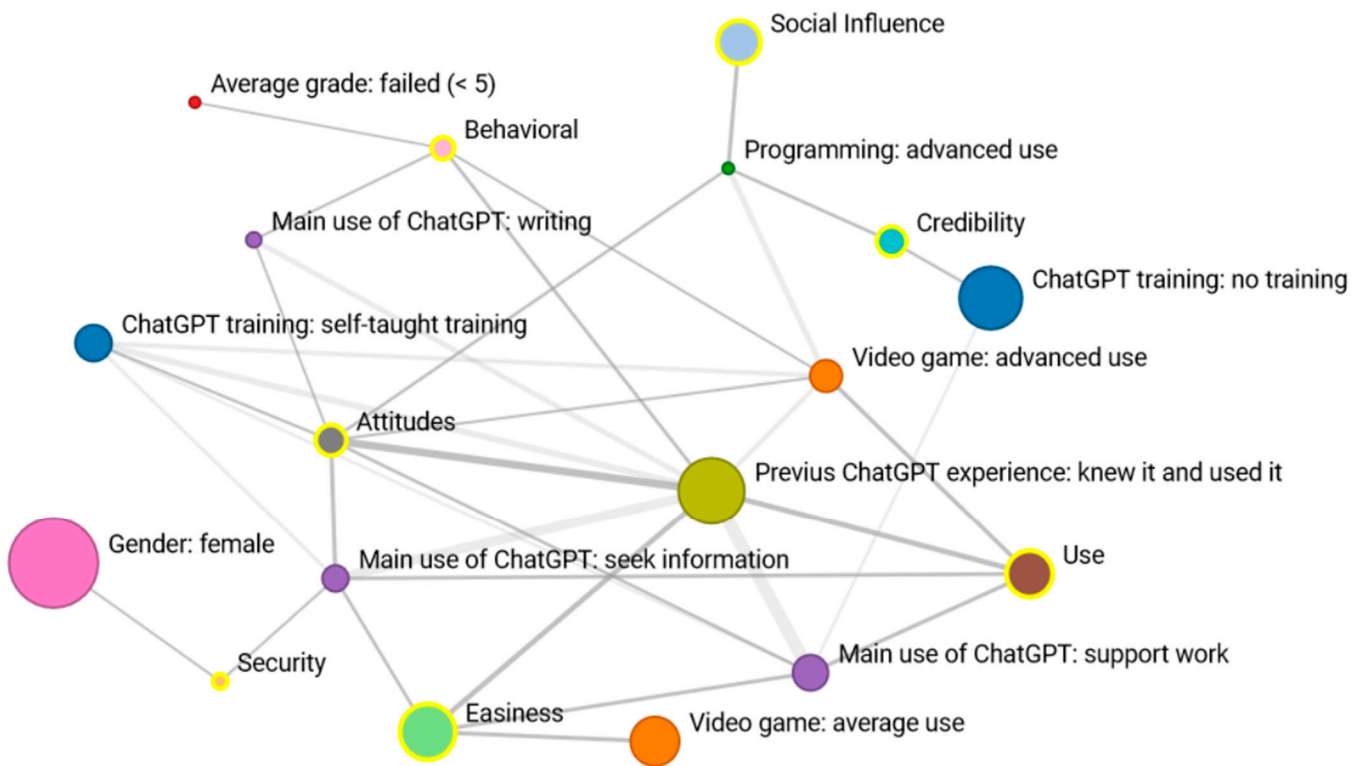 Social Influence
Average grade: failed (< 5)
Behavioral
Programming: advanced use
Main use of ChatGPT: writing
Credibility
ChatGPT training: no training
ChatGPT training: self-taught training
Video game: advanced use
Attitudes
Previus ChatGPT experience: knew it and used it
Gender: female
Main use of ChatGPT: seek information
Use
Security
Main use of ChatGPT: support work
Easiness
Video game: average use